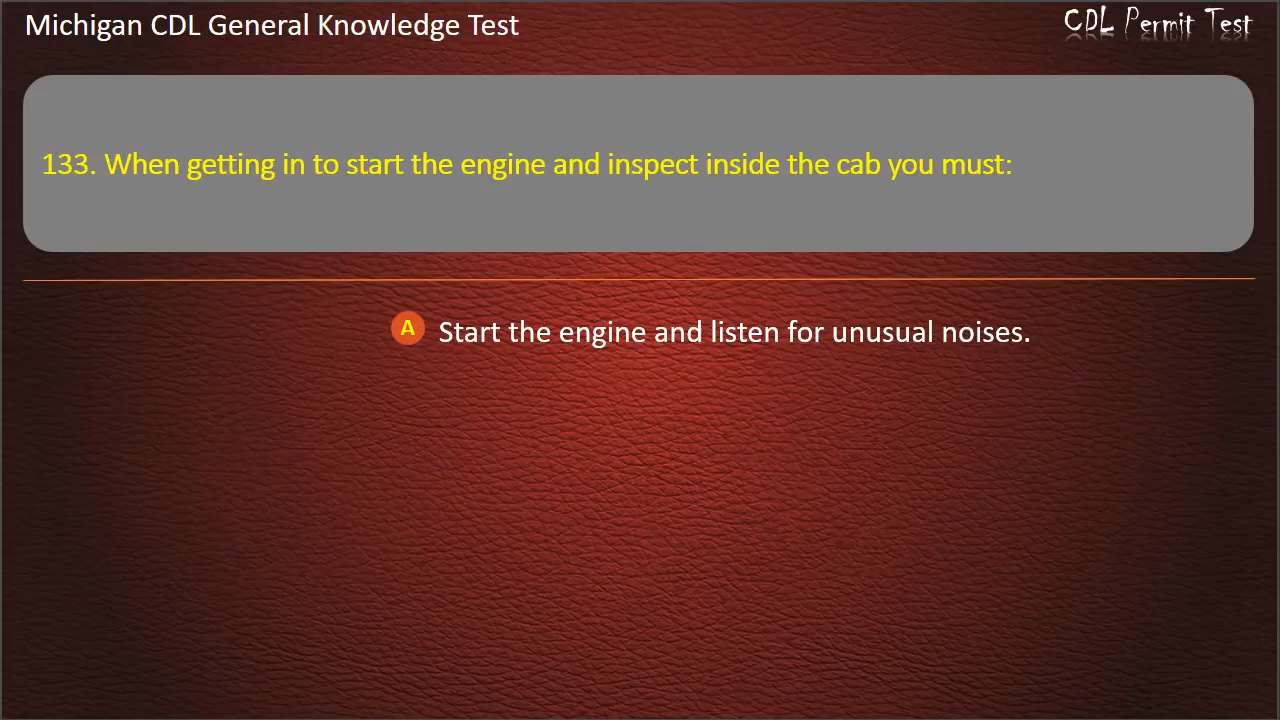 Michigan CDL General Knowledge Test
CDL Permit Test
133. When getting in to start the engine and inspect inside the cab you must:
A Start the engine and listen for unusual noises.